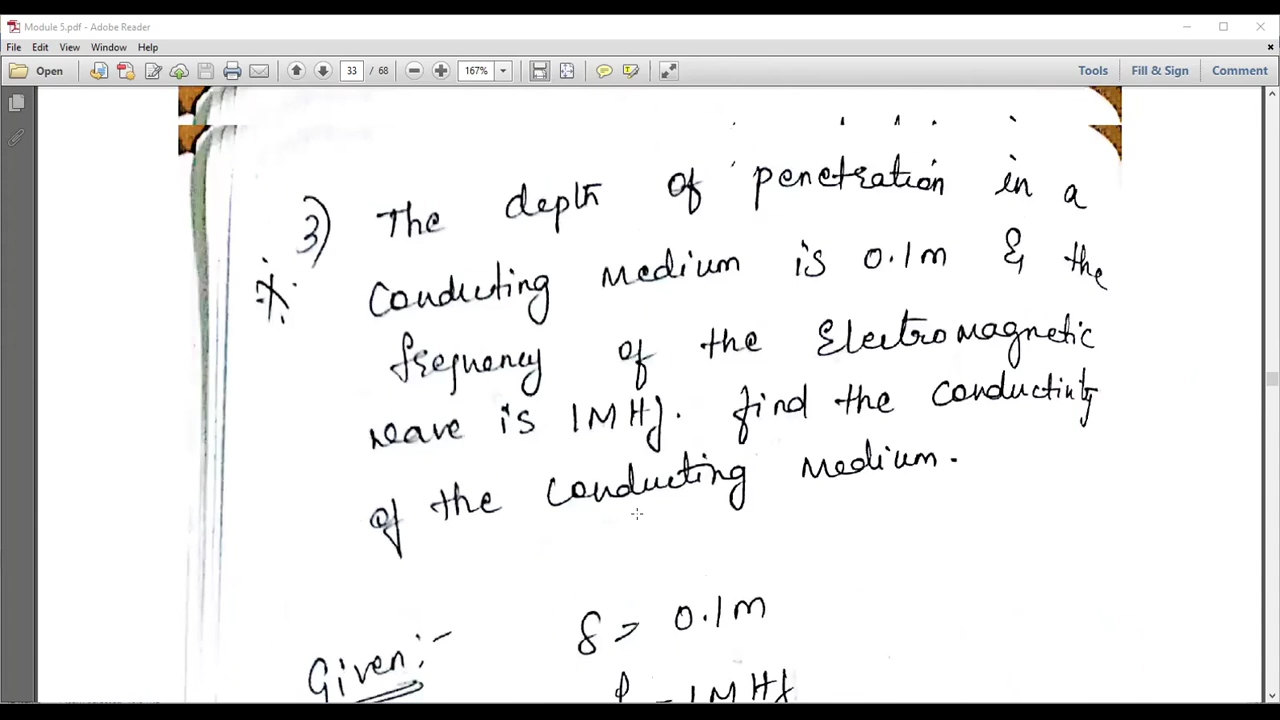 Module 5.pdf - Adobe Reader
File Edit View Window Help
Open 33 / 68 167% Tools Fill & Sign Comment
3) The depth of penetration in a
conducting medium is 0.1m & the
frequency of the Electromagnetic
wave is 1MHz. find the conductivity
of the conducting medium.
Given:- δ = 0.1m
f = 1MHz